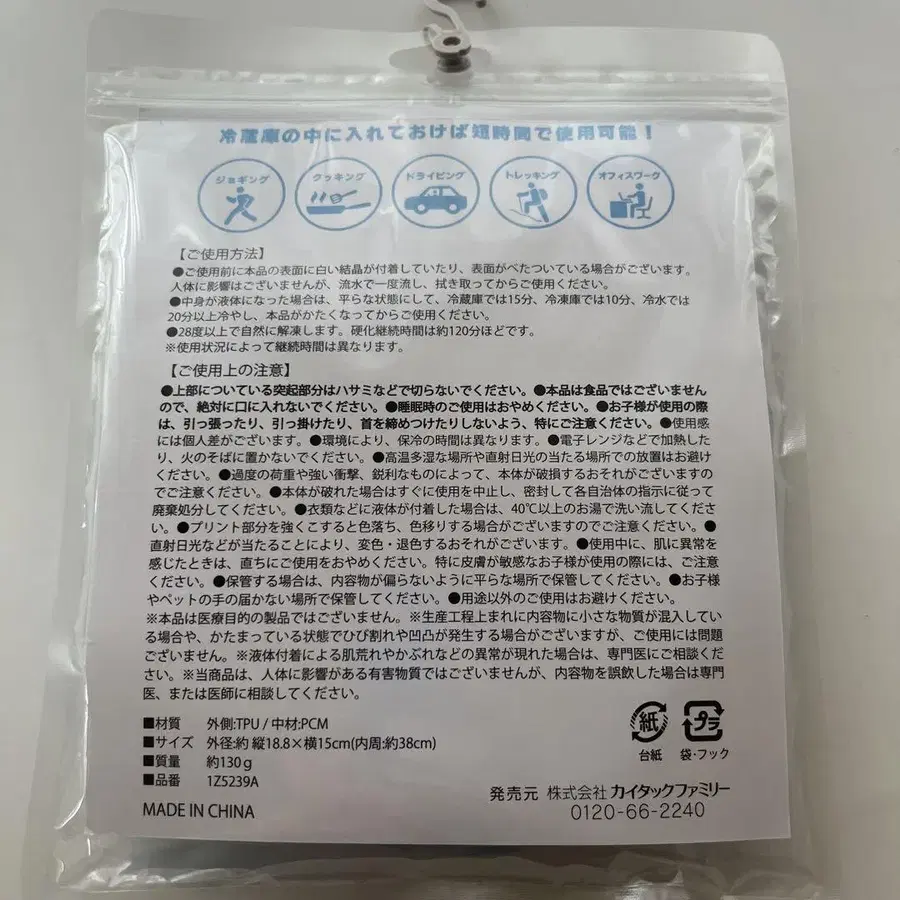 冷蔵庫の中に入れておけば短時間で使用可能！
ジョギング クッキング ドライビング トレッキング オフィスワーク
【ご使用方法】
●ご使用前に本品の表面に白い結晶が付着していたり、表面がべたついている場合がございます。
人体に影響はございませんが、流水で一度流し、拭き取ってからご使用ください。
●中身が液体になった場合は、平らな状態にして、冷蔵庫では15分、冷凍庫では10分、冷水では
20分以上冷やし、本品がかたくなってからご使用ください。
●28度以上で自然に解凍します。硬化継続時間は約120分ほどです。
※使用状況によって継続時間は異なります。
【ご使用上の注意】
●上部についている突起部分はハサミなどで切らないでください。●本品は食品ではございません
ので、絶対に口に入れないでください。●睡眠時のご使用はおやめください。●お子様が使用の際
は、引っ張ったり、引っ掛けたり、首を締めつけたりしないよう、特にご注意ください。●使用感
には個人差がございます。●環境により、保冷の時間は異なります。●電子レンジなどで加熱した
り、火のそばに置かないでください。●高温多湿な場所や直射日光の当たる場所での放置はお避け
ください。●過度の荷重や強い衝撃、鋭利なものによって、本体が破損するおそれがございますの
でご注意ください。●本体が破れた場合はすぐに使用を中止し、密封して各自治体の指示に従って
廃棄処分してください。●衣類などに液体が付着した場合は、40℃以上のお湯で洗い流してくださ
い。●プリント部分を強くこすると色落ち、色移りする場合がございますのでご注意ください。●
直射日光などが当たることにより、変色・退色するおそれがございます。●使用中に、肌に異常を
感じたときは、直ちにご使用をおやめください。特に皮膚が敏感なお子様が使用の際には、ご注意
ください。●保管する場合は、内容物が偏らないように平らな場所で保管してください。●お子様
やペットの手の届かない場所で保管してください。●用途以外のご使用はお避けください。
※本品は医療目的の製品ではございません。※生産工程上まれに内容物に小さな物質が混入してい
る場合や、かたまっている状態でひび割れや凹凸が発生する場合がございますが、ご使用には問題
ございません。※液体付着による肌荒れやかぶれなどの異常が現れた場合は、専門医にご相談くださ
い。※当商品は、人体に影響がある有害物質ではございませんが、内容物を誤飲した場合は専門
医、または医師に相談してください。
■材質 外側:TPU / 中材:PCM
■サイズ 外径:約 縦18.8×横15cm(内周:約38cm)
■質量 約130g
■品番 1Z5239A
MADE IN CHINA
紙 プラ
台紙 袋・フック
発売元 株式会社 カイタックファミリー
0120-66-2240